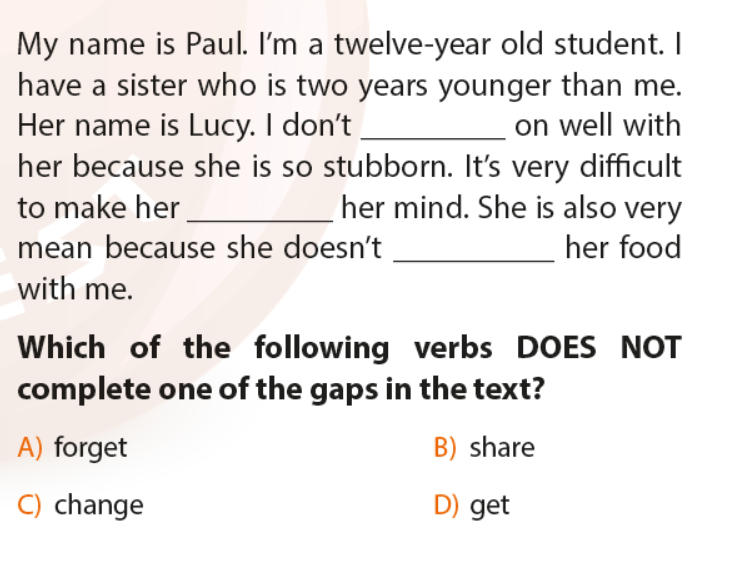 My name is Paul. I'm a twelve-year old student. I
have a sister who is two years younger than me.
Her name is Lucy. I don't __________ on well with
her because she is so stubborn. It's very difficult
to make her __________ her mind. She is also very
mean because she doesn't ___________ her food
with me.
Which of the following verbs DOES NOT
complete one of the gaps in the text?
A) forget
B) share
C) change
D) get